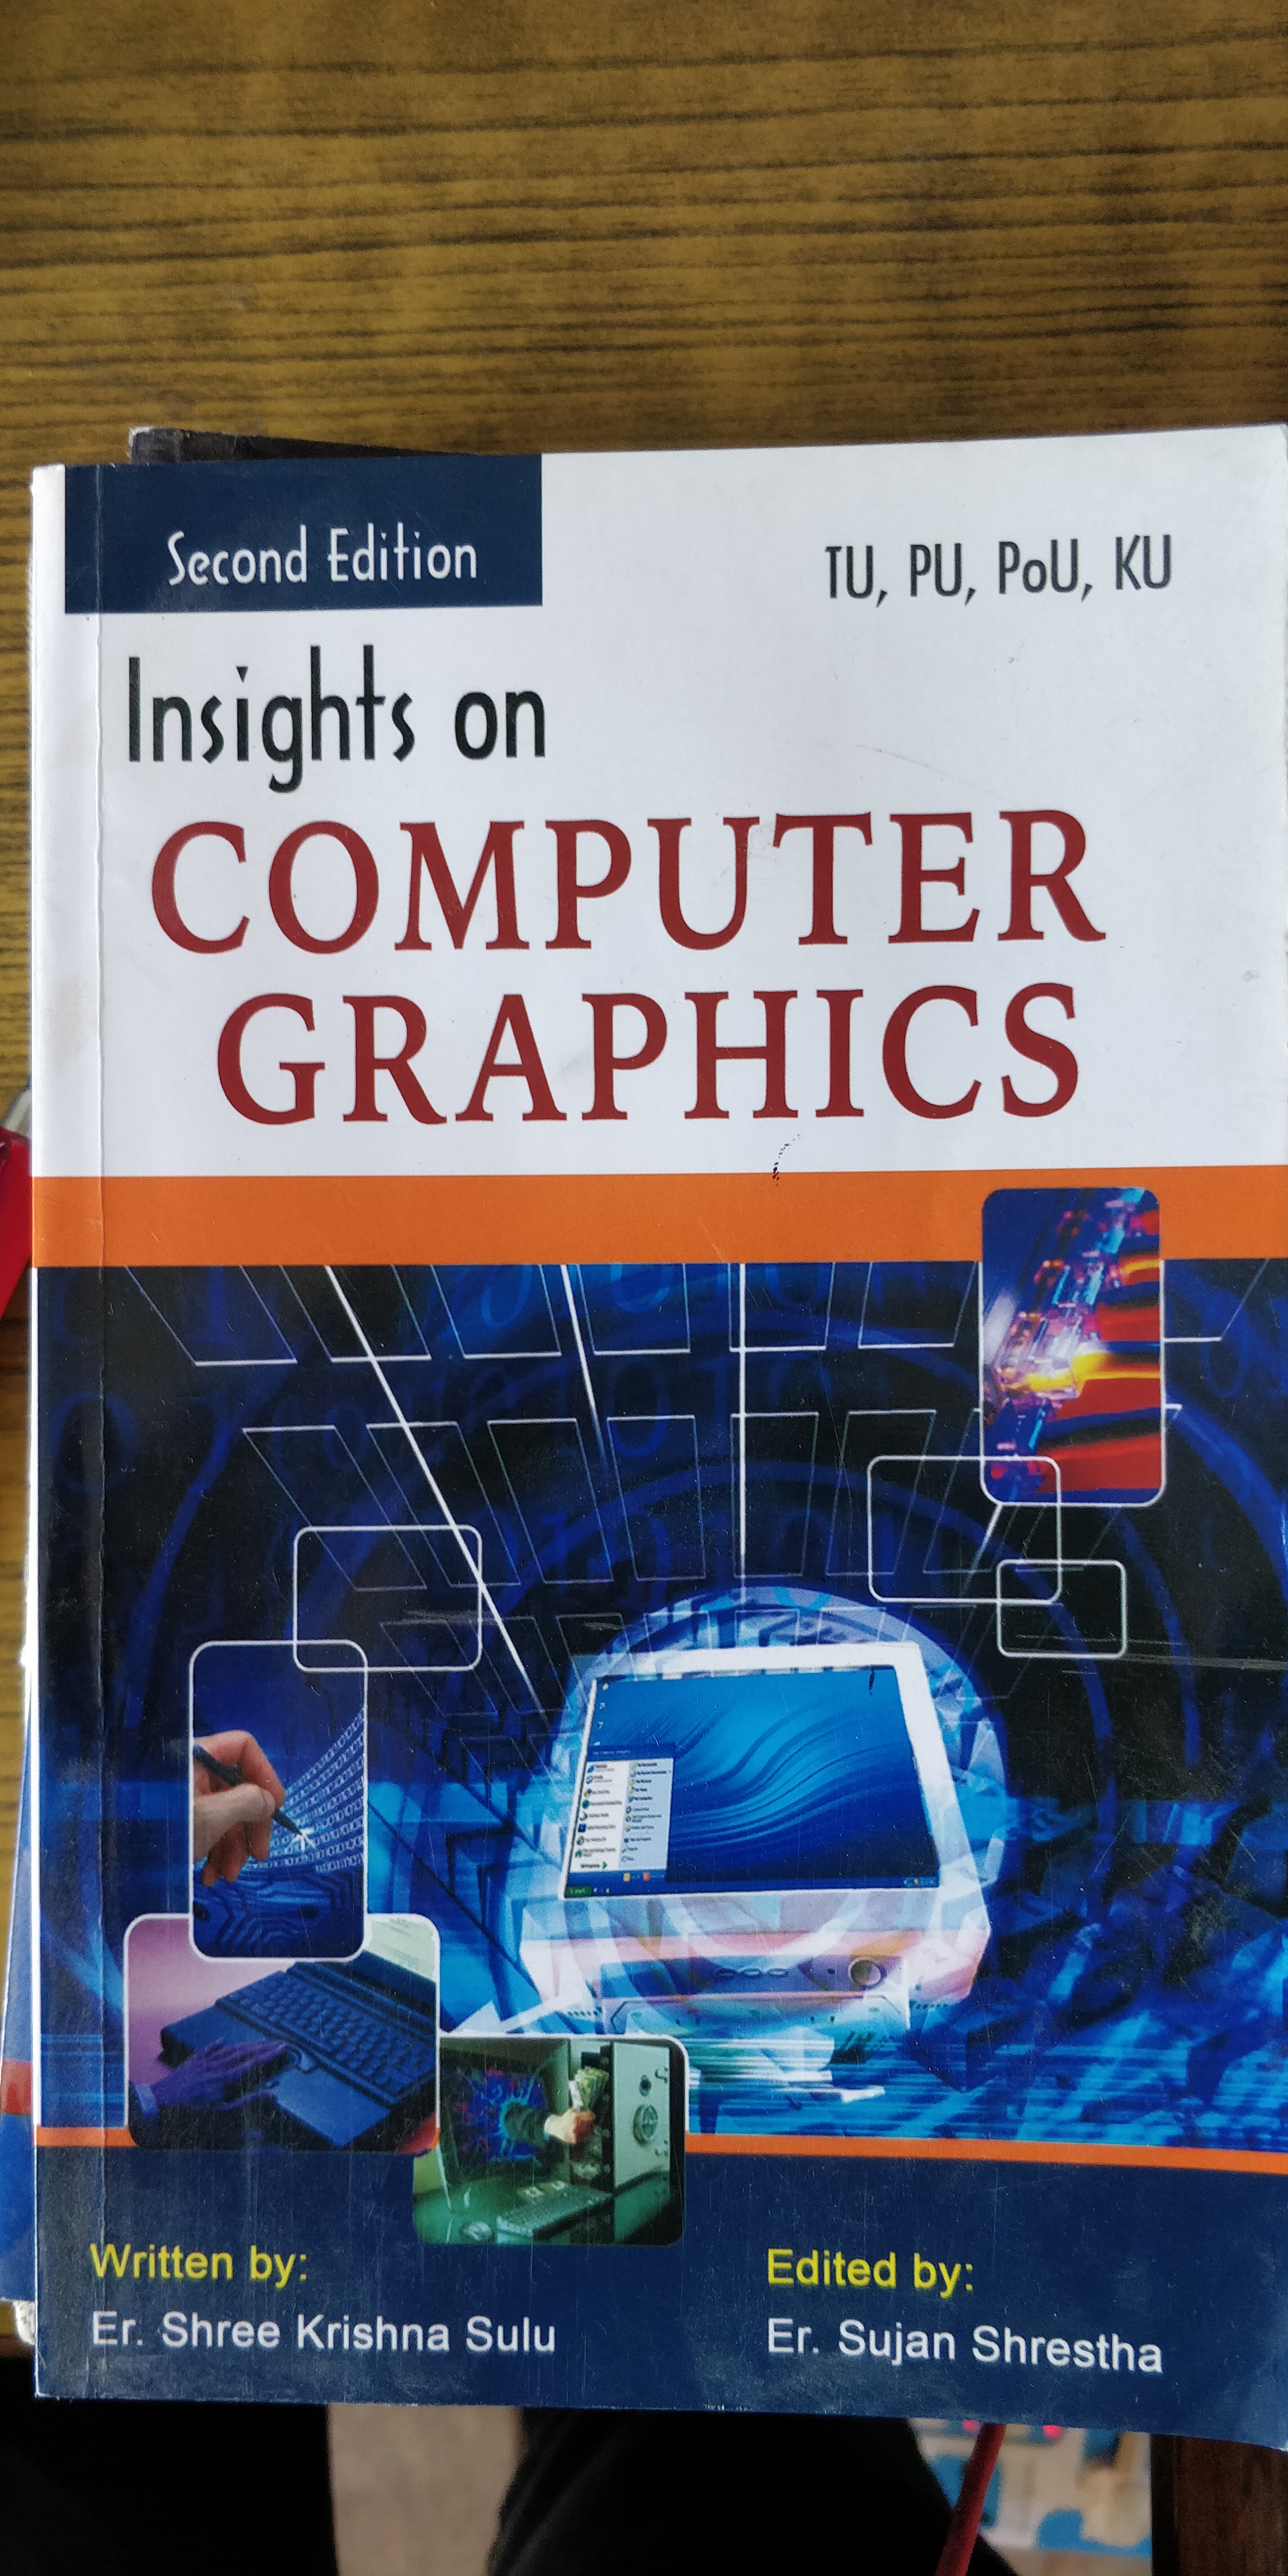 Second Edition
TU, PU, PoU, KU
Insights on
COMPUTER
GRAPHICS
Written by:
Er. Shree Krishna Sulu
Edited by:
Er. Sujan Shrestha